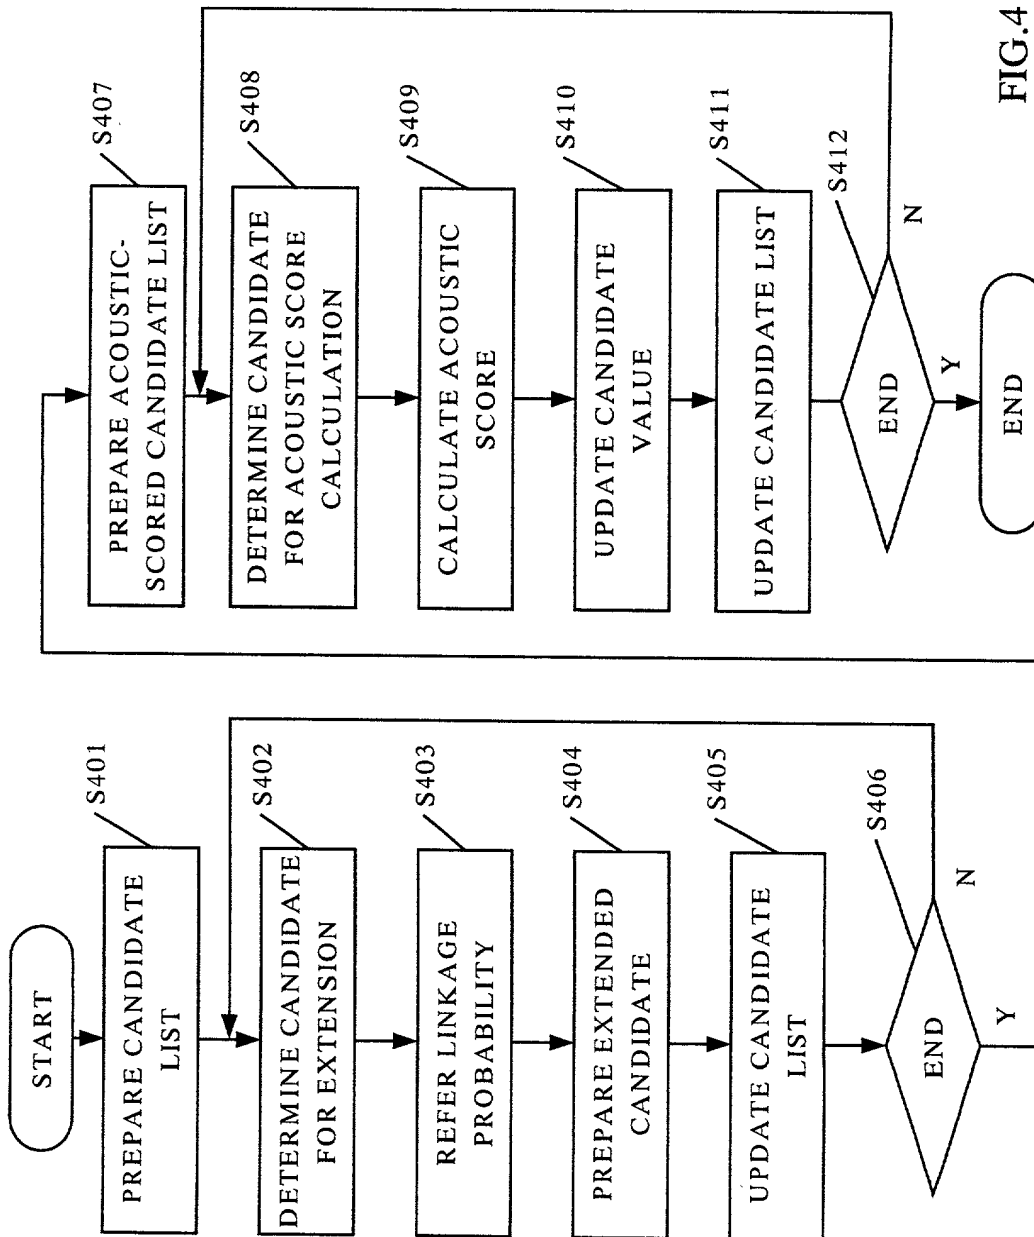 START
PREPARE CANDIDATE
LIST
S401
DETERMINE CANDIDATE
FOR EXTENSION
S402
REFER LINKAGE
PROBABILITY
S403
PREPARE EXTENDED
CANDIDATE
S404
UPDATE CANDIDATE
LIST
S405
END
S406
N
Y
PREPARE ACOUSTIC-
SCORED CANDIDATE LIST
S407
DETERMINE CANDIDATE
FOR ACOUSTIC SCORE
CALCULATION
S408
CALCULATE ACOUSTIC
SCORE
S409
UPDATE CANDIDATE
VALUE
S410
UPDATE CANDIDATE LIST
S411
END
S412
N
Y
END
FIG.4